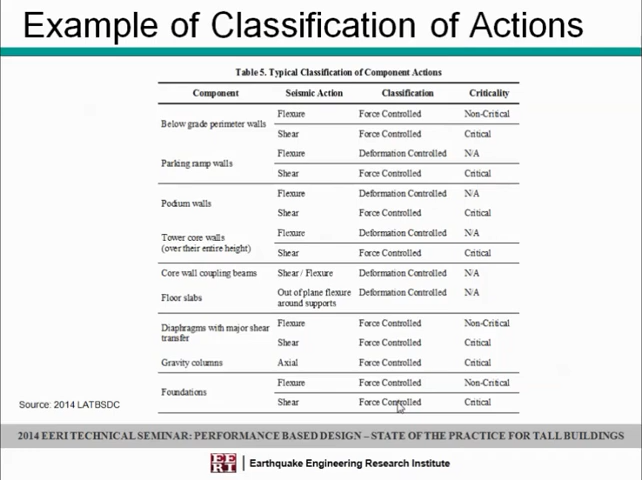 Example of Classification of Actions
Table 5. Typical Classification of Component Actions
Component Seismic Action Classification Criticality
Below grade perimeter walls Flexure Force Controlled Non-Critical
Shear Force Controlled Critical
Parking ramp walls Flexure Deformation Controlled N/A
Shear Force Controlled Critical
Podium walls Flexure Deformation Controlled N/A
Shear Force Controlled Critical
Tower core walls Flexure Deformation Controlled N/A
(over their entire height) Shear Force Controlled Critical
Core wall coupling beams Shear / Flexure Deformation Controlled N/A
Floor slabs Out of plane flexure Deformation Controlled N/A
around supports
Diaphragms with major shear Flexure Force Controlled Non-Critical
transfer Shear Force Controlled Critical
Gravity columns Axial Force Controlled Critical
Foundations Flexure Force Controlled Non-Critical
Shear Force Controlled Critical
Source: 2014 LATBSDC
2014 EERI TECHNICAL SEMINAR: PERFORMANCE BASED DESIGN – STATE OF THE PRACTICE FOR TALL BUILDINGS
EERI Earthquake Engineering Research Institute